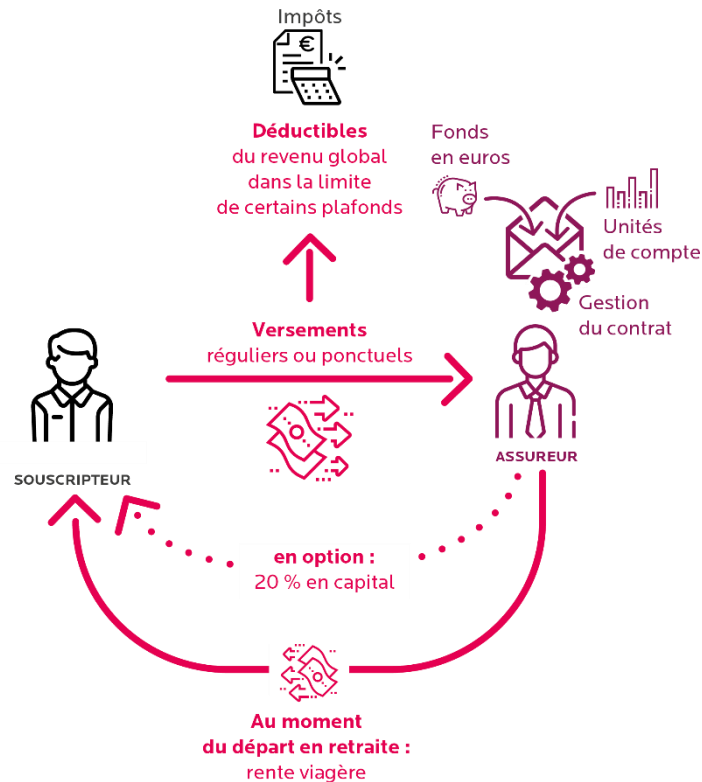 Impôts
Déductibles
du revenu global
dans la limite
de certains plafonds
Fonds
en euros
Unités
de compte
Gestion
du contrat
Versements
réguliers ou ponctuels
SOUSCRIPTEUR
ASSUREUR
en option :
20 % en capital
Au moment
du départ en retraite :
rente viagère